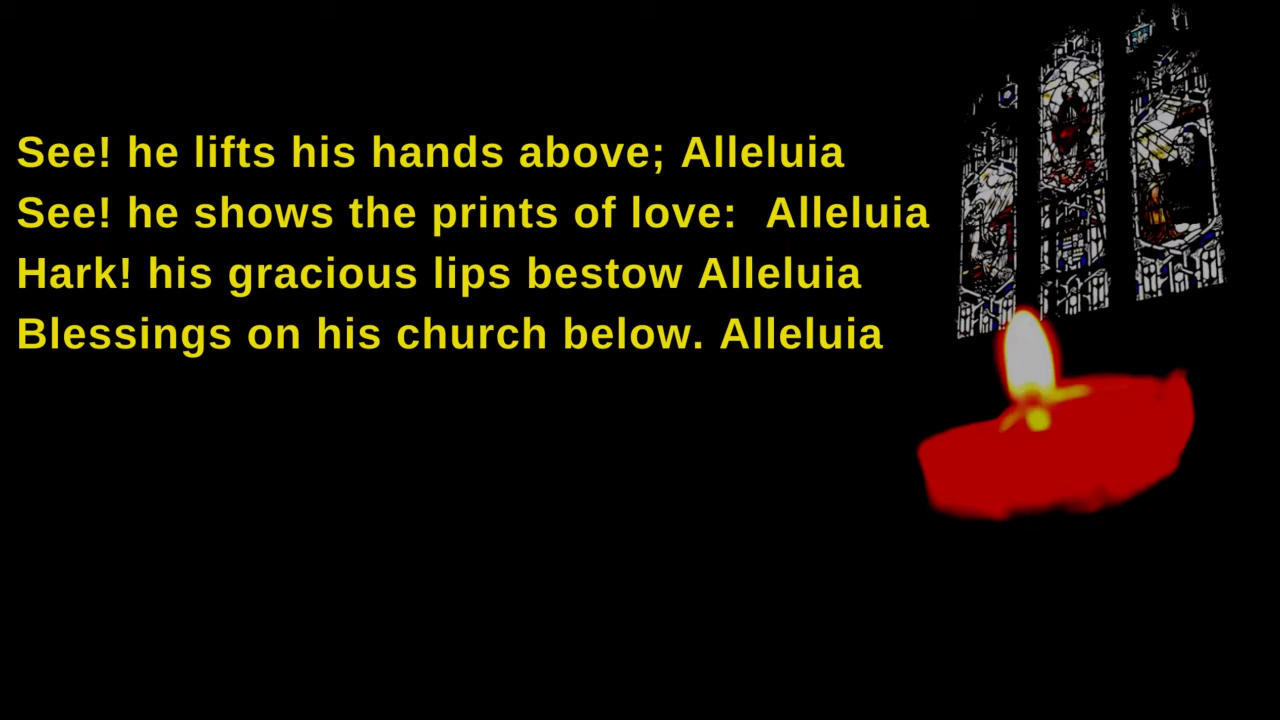 See! he lifts his hands above; Alleluia
See! he shows the prints of love:  Alleluia
Hark! his gracious lips bestow Alleluia
Blessings on his church below. Alleluia